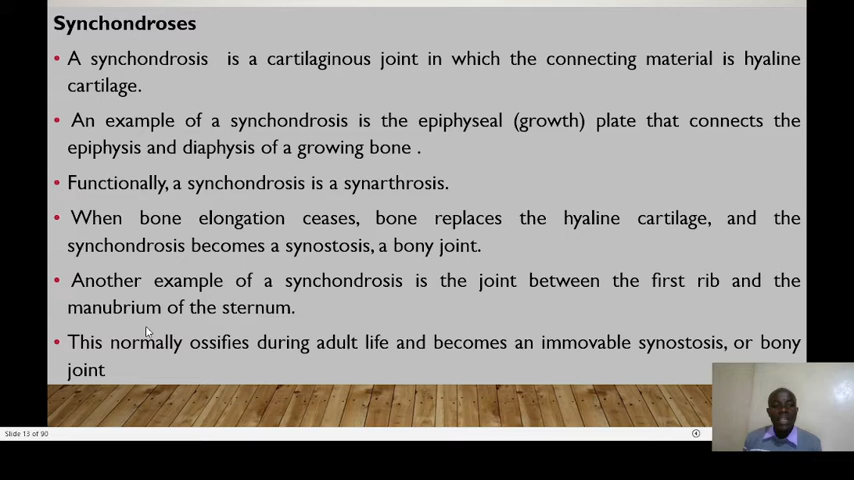 Synchondroses
• A synchondrosis is a cartilaginous joint in which the connecting material is hyaline
cartilage.
• An example of a synchondrosis is the epiphyseal (growth) plate that connects the
epiphysis and diaphysis of a growing bone .
• Functionally, a synchondrosis is a synarthrosis.
• When bone elongation ceases, bone replaces the hyaline cartilage, and the
synchondrosis becomes a synostosis, a bony joint.
• Another example of a synchondrosis is the joint between the first rib and the
manubrium of the sternum.
• This normally ossifies during adult life and becomes an immovable synostosis, or bony
joint
Slide 13 of 90